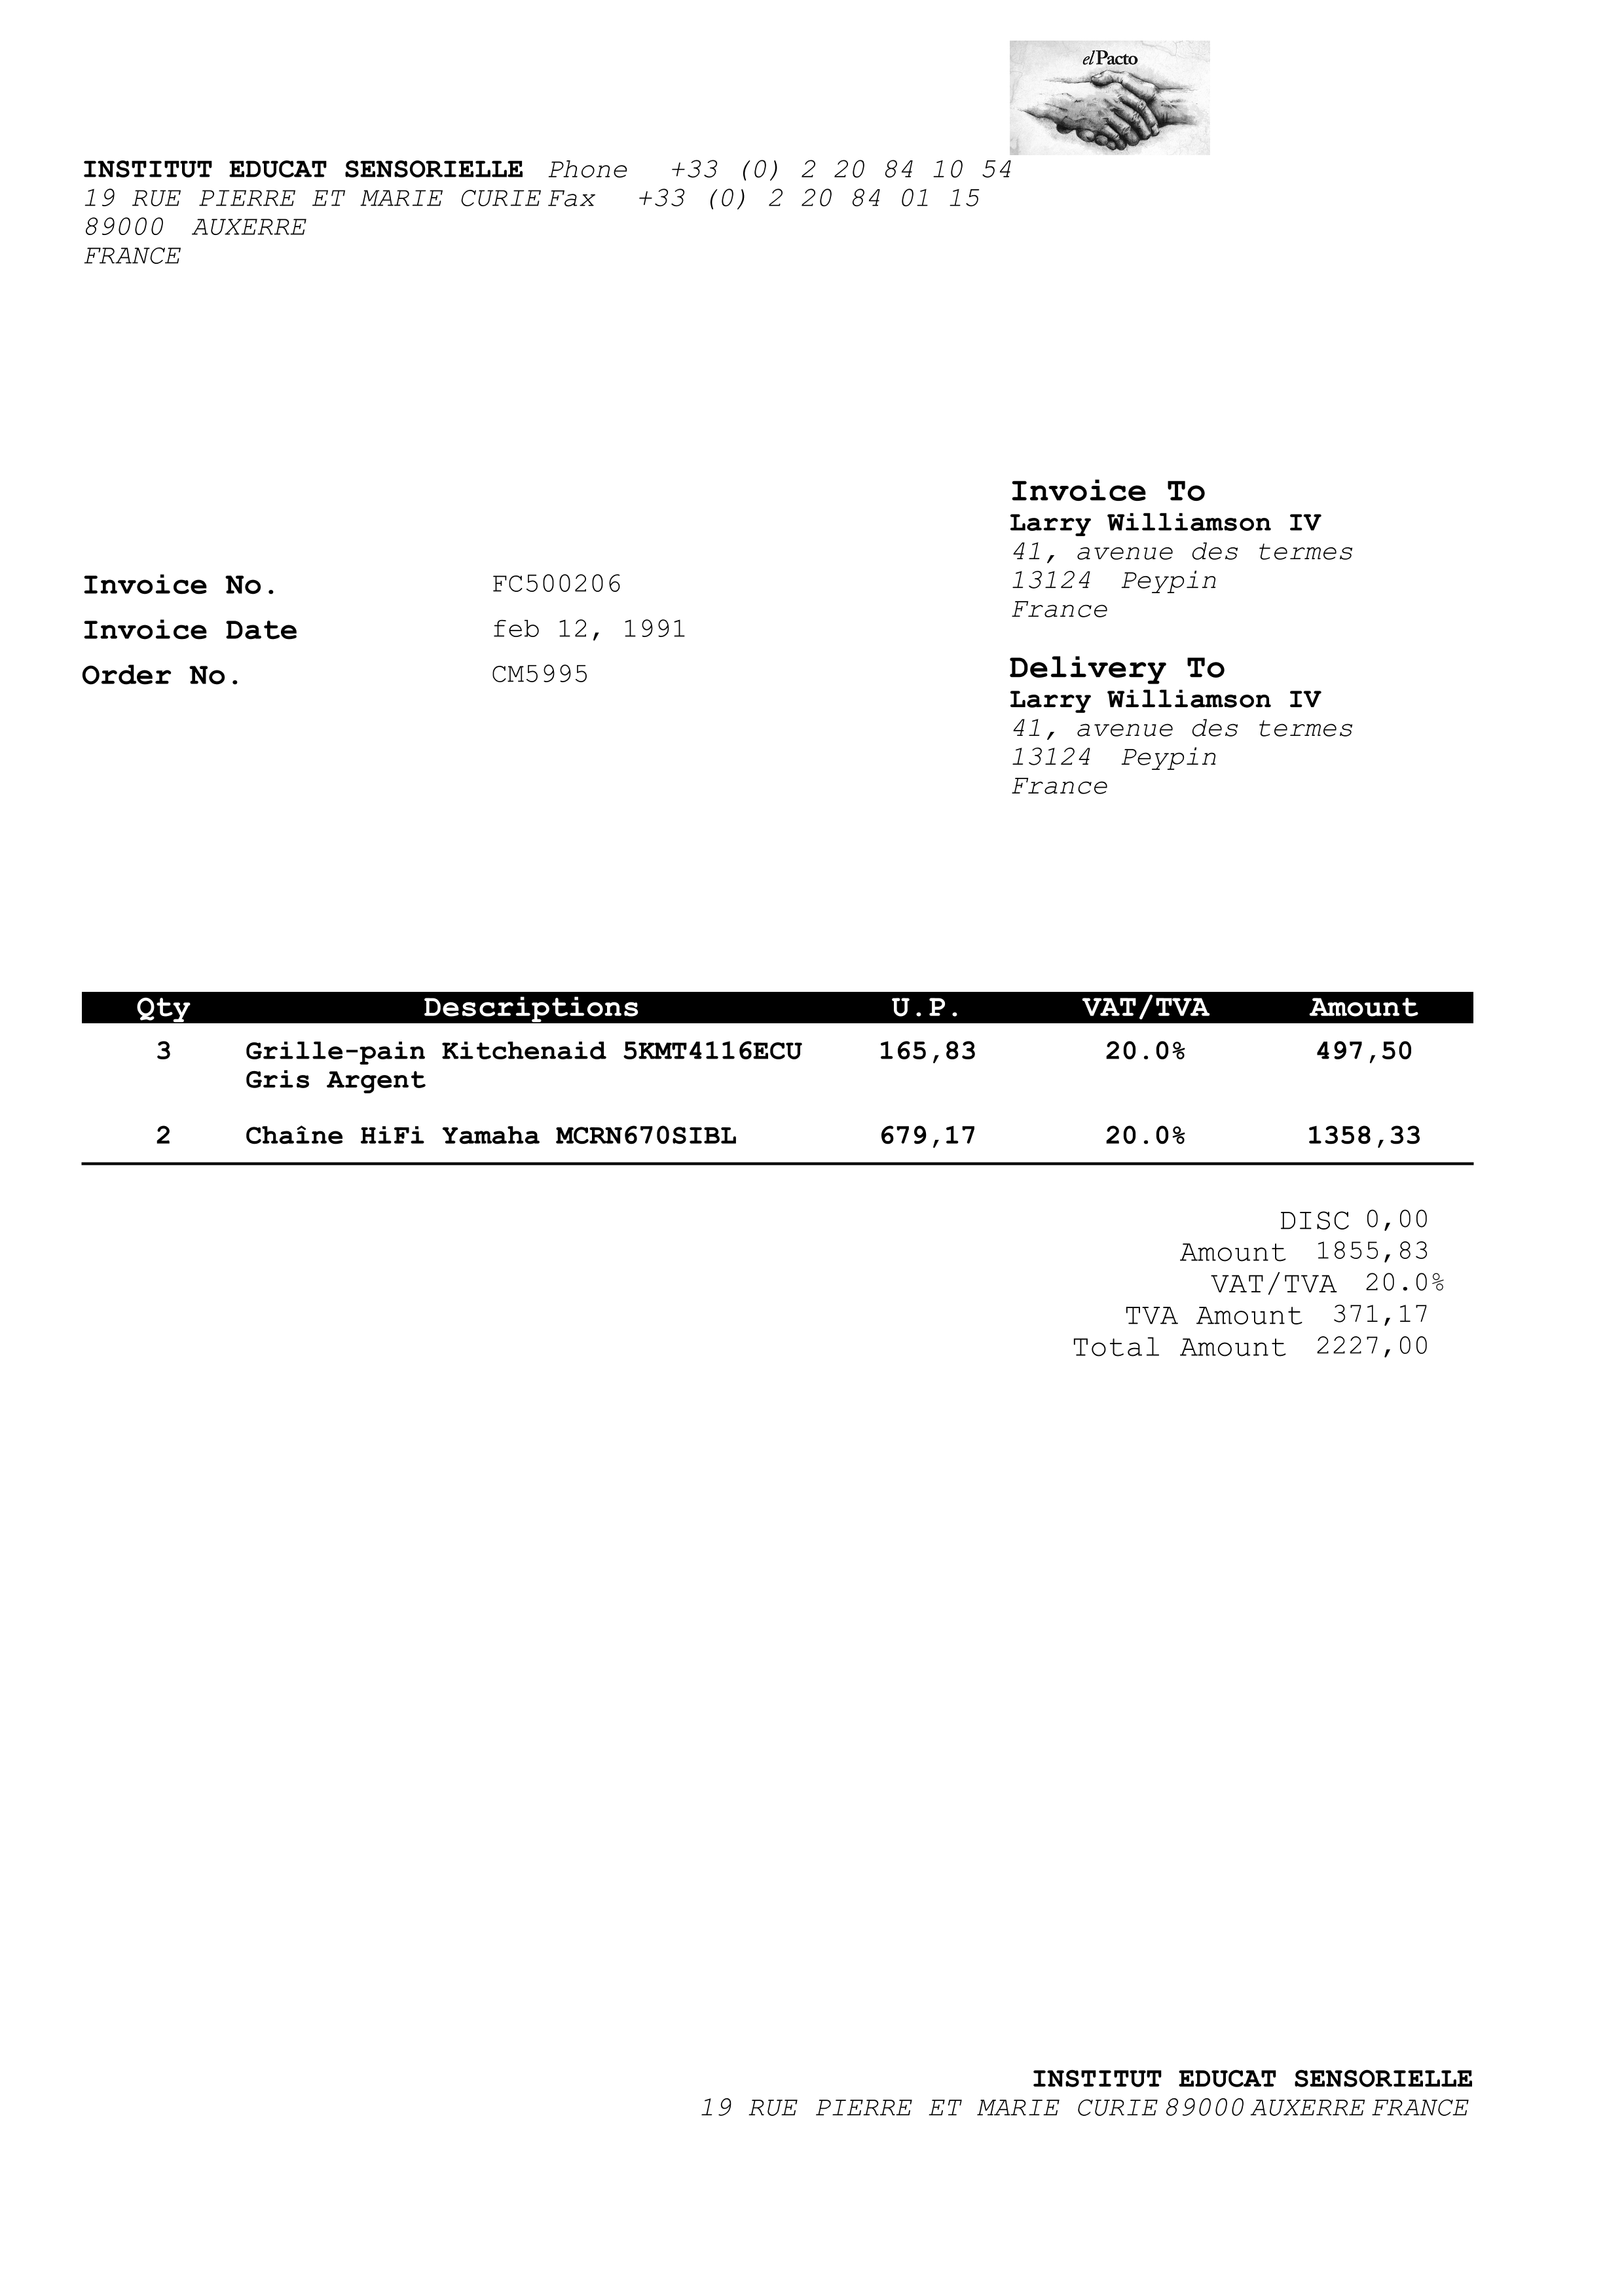 elPacto
INSTITUT EDUCAT SENSORIELLE Phone +33 (0) 2 20 84 10 54
19 RUE PIERRE ET MARIE CURIE Fax +33 (0) 2 20 84 01 15
89000 AUXERRE
FRANCE
Invoice To
Larry Williamson IV
41, avenue des termes
13124 Peypin
France
Invoice No. FC500206
Invoice Date feb 12, 1991
Order No. CM5995
Delivery To
Larry Williamson IV
41, avenue des termes
13124 Peypin
France
Qty Descriptions U.P. VAT/TVA Amount
3 Grille-pain Kitchenaid 5KMT4116ECU 165,83 20.0% 497,50
Gris Argent
2 Chaîne HiFi Yamaha MCRN670SIBL 679,17 20.0% 1358,33
DISC 0,00
Amount 1855,83
VAT/TVA 20.0%
TVA Amount 371,17
Total Amount 2227,00
INSTITUT EDUCAT SENSORIELLE
19 RUE PIERRE ET MARIE CURIE 89000 AUXERRE FRANCE